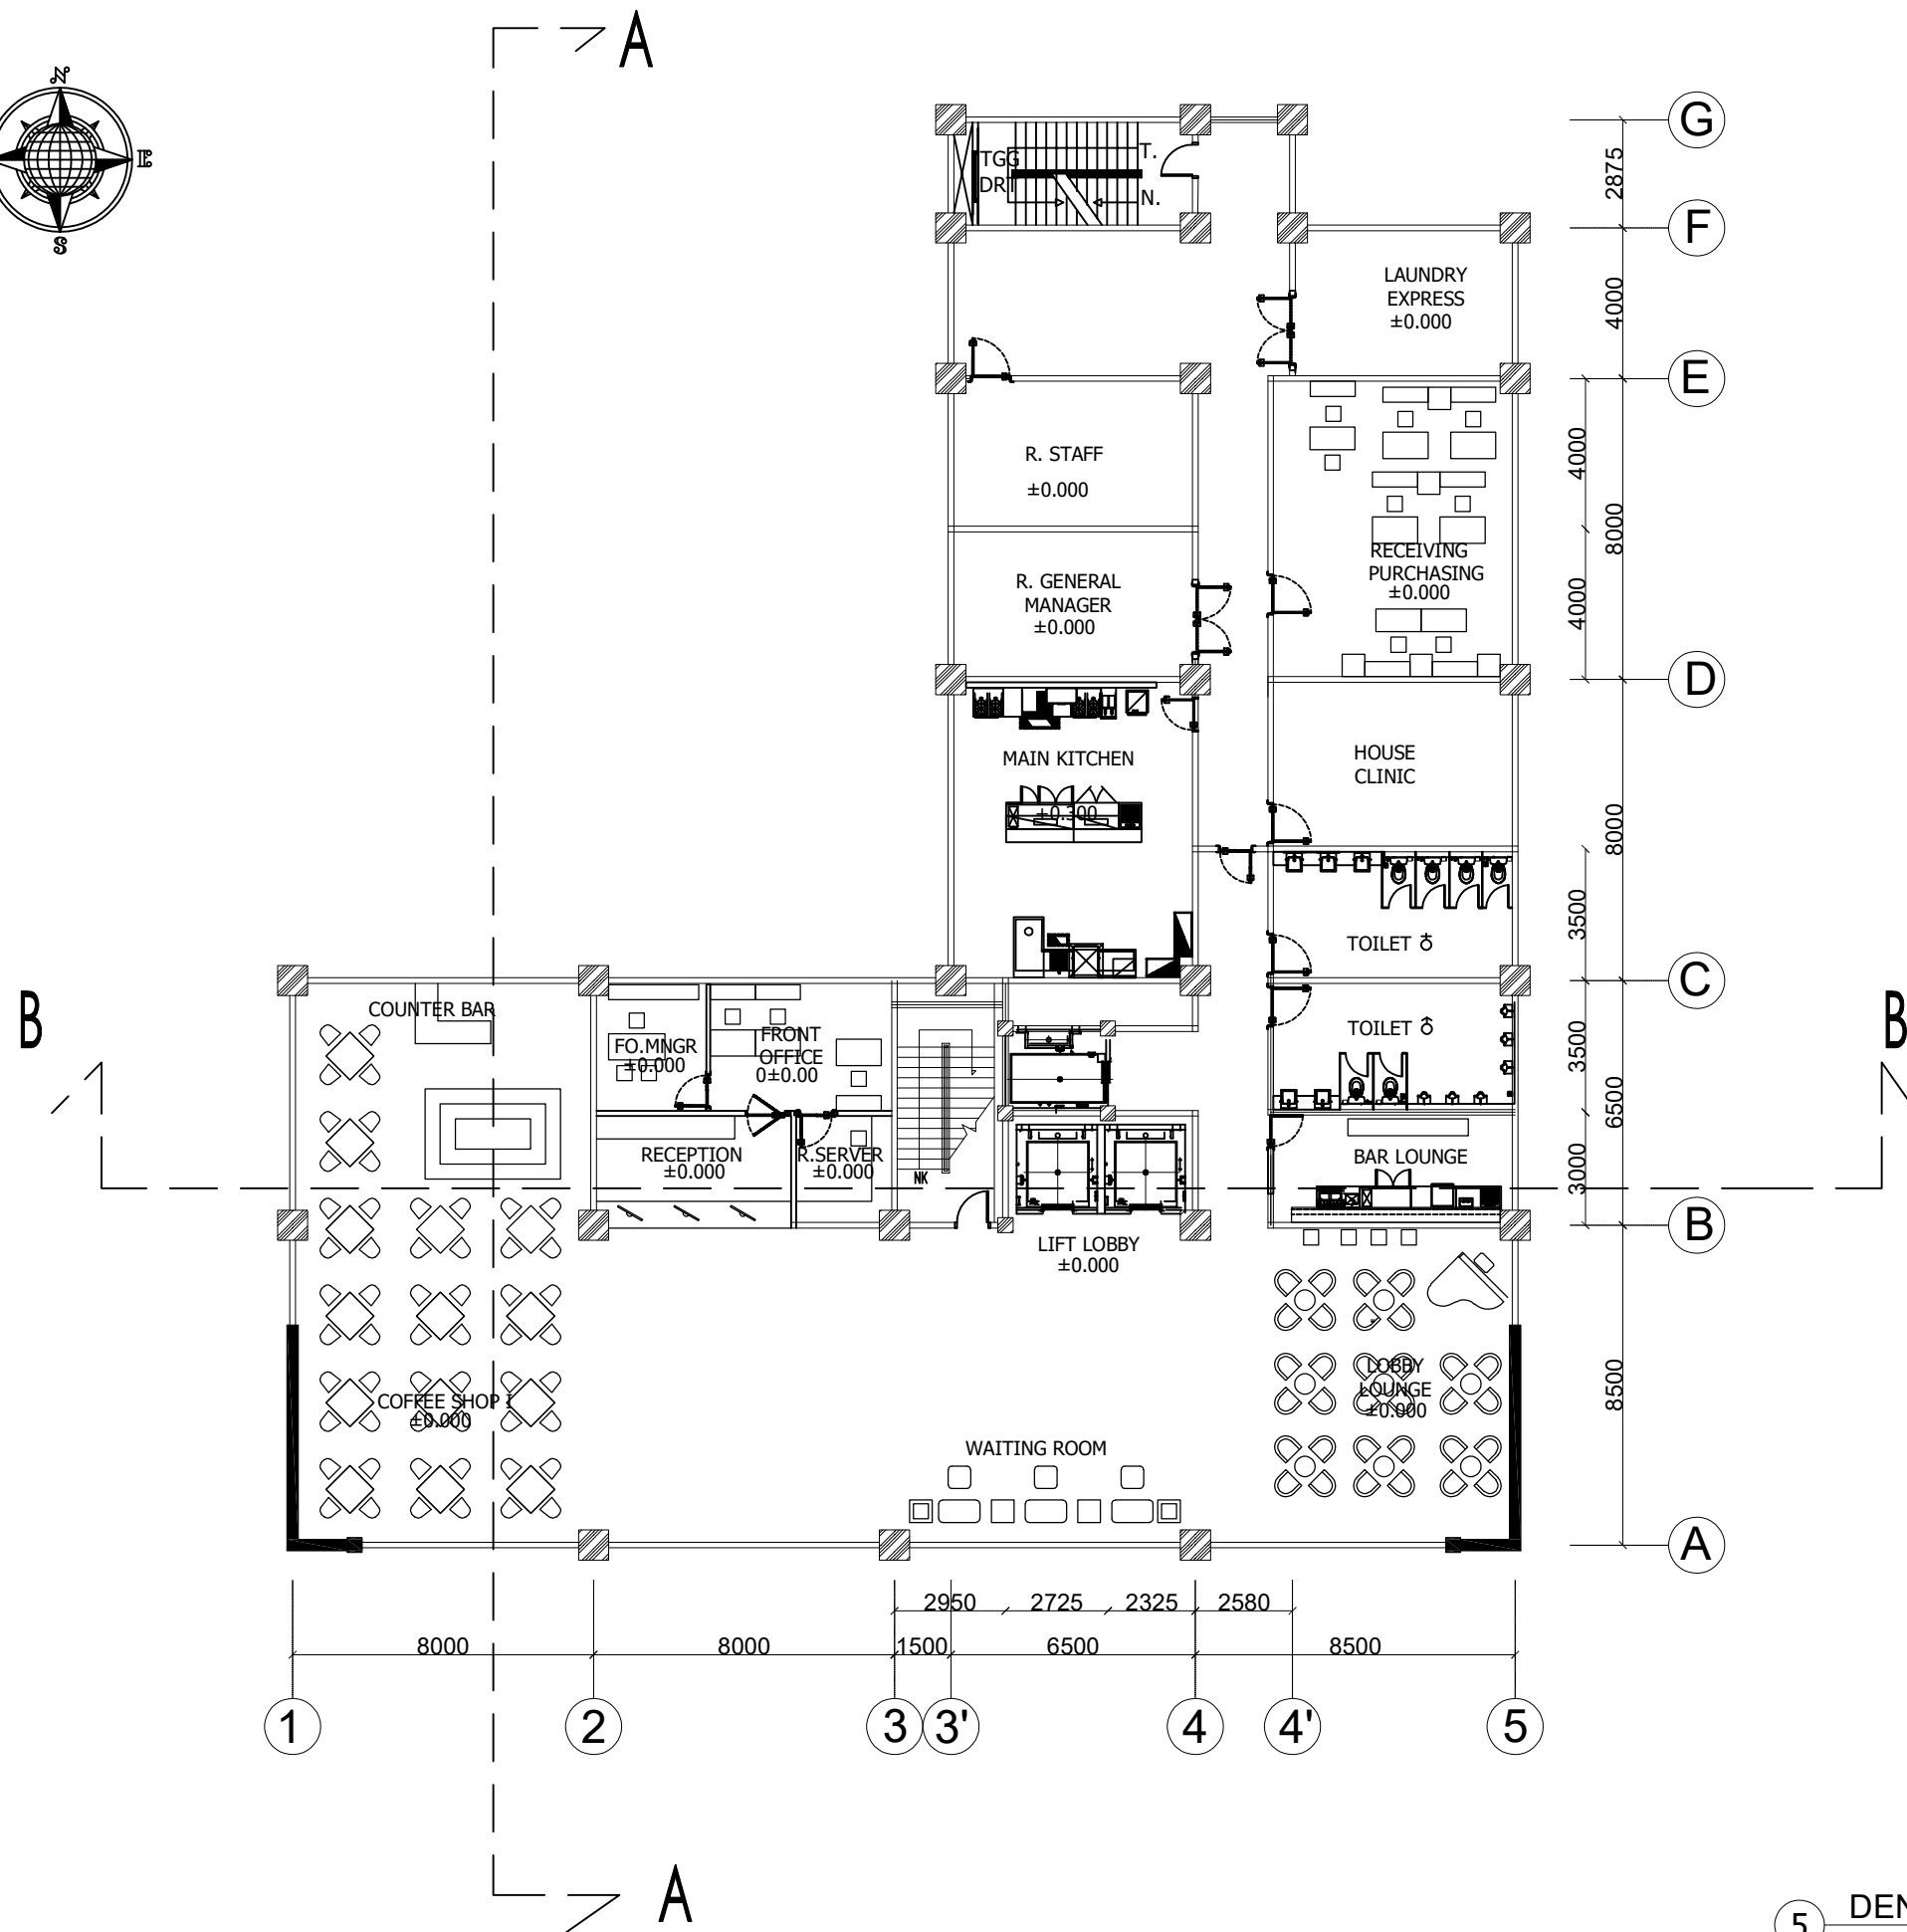 A
N
E
S
G
2875
TGG
DRT
T.
N.
F
LAUNDRY
EXPRESS
±0.000
4000
E
R. STAFF
±0.000
4000
8000
RECEIVING
PURCHASING
±0.000
R. GENERAL
MANAGER
±0.000
4000
D
MAIN KITCHEN
±0.300
HOUSE
CLINIC
8000
3500
TOILET
C
B
COUNTER BAR
FO.MNGR
±0.000
FRONT
OFFICE
0±0.00
TOILET
3500
6500
B
RECEPTION
±0.000
R.SERVER
±0.000
NK
BAR LOUNGE
3000
B
LIFT LOBBY
±0.000
COFFEE SHOP I
±0.000
LOBBY
LOUNGE
±0.000
8500
WAITING ROOM
A
2950
2725
2325
2580
8000
8000
1500
6500
8500
1
2
3
3'
4
4'
5
A
5